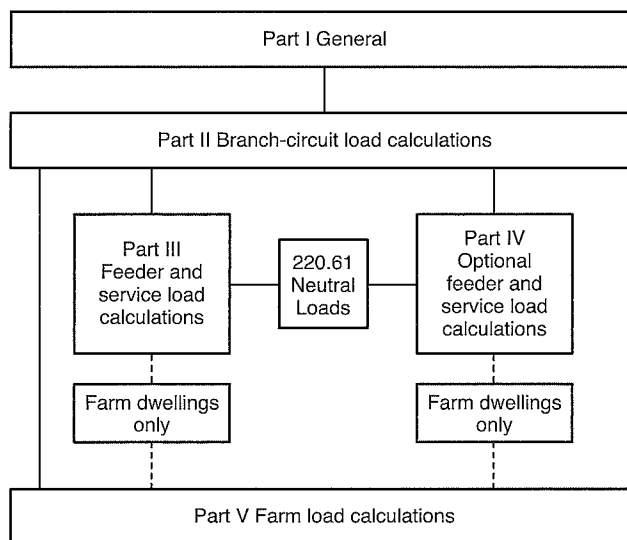 Part I General
Part II Branch-circuit load calculations
Part III
Feeder and
service load
calculations
220.61
Neutral
Loads
Part IV
Optional
feeder and
service load
calculations
Farm dwellings
only
Farm dwellings
only
Part V Farm load calculations